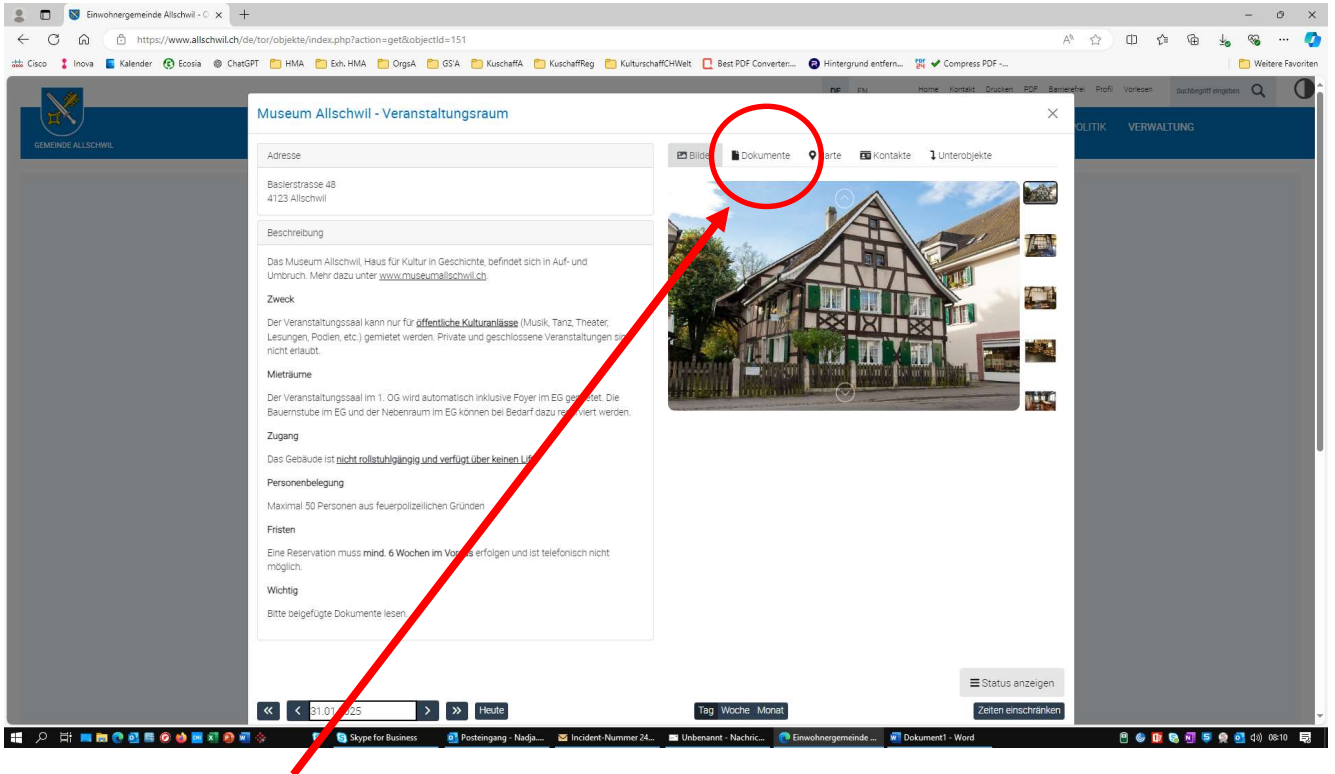 Einwohnergemeinde Allschwil - G
https://www.allschwil.ch/de/tor/objekte/index.php?action=get&objectId=151
Cisco Inova Kalender Ecosia ChatGPT HMA Exh. HMA OrgsA GS'A KuschaffA KuschaffReg KulturschaffCHWelt Best PDF Converter:... Hintergrund entfern... Compress PDF -... Weitere Favoriten
DE EN Home Kontakt Drucken PDF Barrierefrei Profil Vorlesen Suchbegriff eingeben
GEMEINDE ALLSCHWIL
POLITIK VERWALTUNG
Museum Allschwil - Veranstaltungsraum
Adresse
Baslerstrasse 48
4123 Allschwil
Beschreibung
Das Museum Allschwil, Haus für Kultur in Geschichte, befindet sich in Auf- und
Umbruch. Mehr dazu unter www.museumallschwil.ch.
Zweck
Der Veranstaltungssaal kann nur für öffentliche Kulturanlässe (Musik, Tanz, Theater,
Lesungen, Podien, etc.) gemietet werden. Private und geschlossene Veranstaltungen
nicht erlaubt.
Mieträume
Der Veranstaltungssaal im 1. OG wird automatisch inklusive Foyer im EG Die
Bauernstube im EG und der Nebenraum im EG können bei Bedarf dazu reserviert werden.
Zugang
Das Gebäude ist nicht rollstuhlgängig und verfügt über keinen
Personenbelegung
Maximal 50 Personen aus feuerpolizeilichen Gründen
Fristen
Eine Reservation muss mind. 6 Wochen im Voraus erfolgen und ist telefonisch nicht
möglich.
Wichtig
Bitte beigefügte Dokumente lesen.
Bilder Dokumente Karte Kontakte Unterobjekte
Status anzeigen
31.01.2025 Heute Tag Woche Monat Zeiten einschränken
Skype for Business Posteingang - Nadja.... Incident-Nummer 24... Unbenannt - Nachric... Einwohnergemeinde ... Dokument1 - Word 08:10